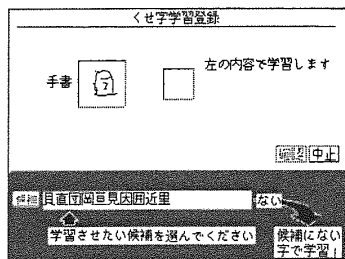 くせ字学習登録
手書
左の内容で学習します
確認 中止
候補 貝直団岡亘見因囲近里 ない
学習させたい候補を選んでください
候補にない
字で学習!